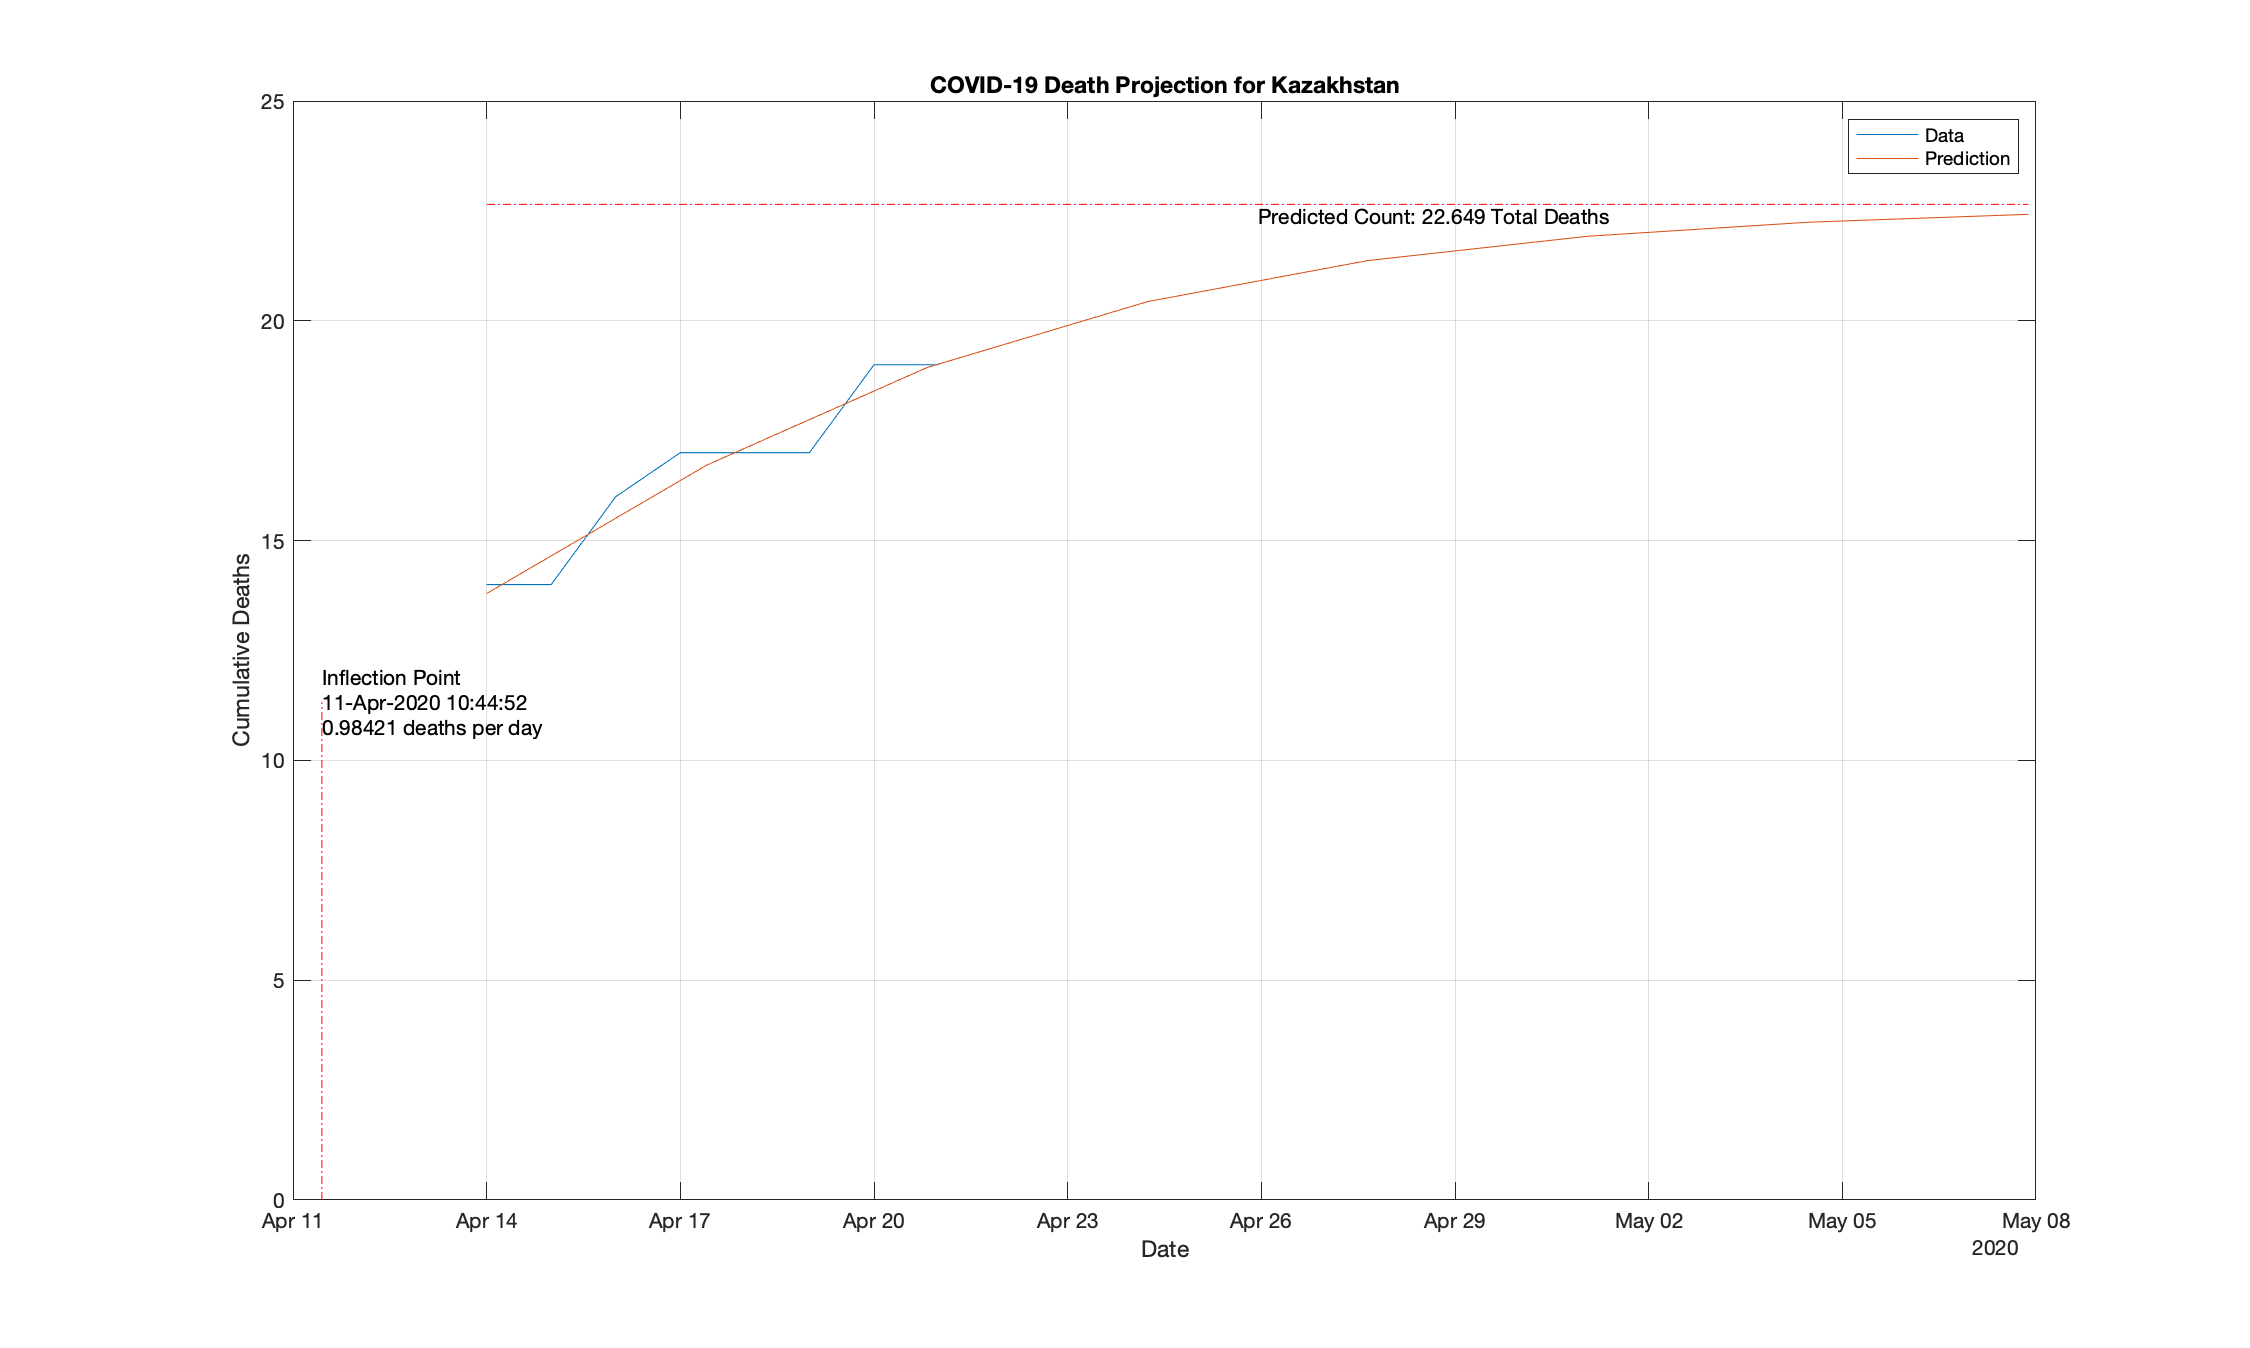 COVID-19 Death Projection for Kazakhstan
25
20
15
10
5
0
Cumulative Deaths
Data
Prediction
Predicted Count: 22.649 Total Deaths
Inflection Point
11-Apr-2020 10:44:52
0.98421 deaths per day
Apr 11 Apr 14 Apr 17 Apr 20 Apr 23 Apr 26 Apr 29 May 02 May 05 May 08
Date
2020